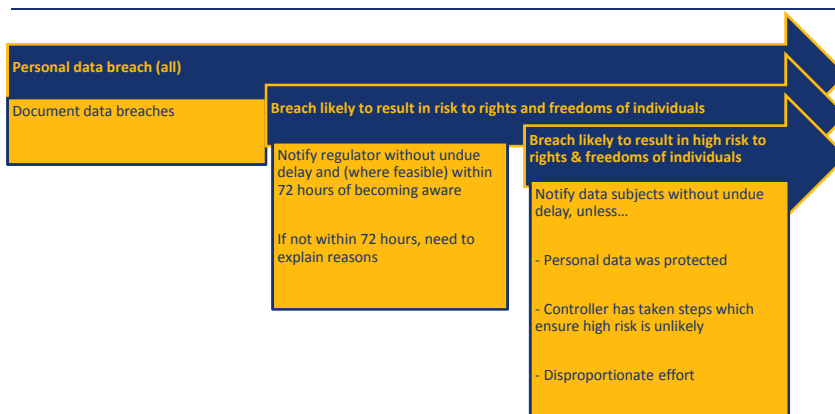 Personal data breach (all)
Document data breaches
Breach likely to result in risk to rights and freedoms of individuals
Notify regulator without undue
delay and (where feasible) within
72 hours of becoming aware
If not within 72 hours, need to
explain reasons
Breach likely to result in high risk to
rights & freedoms of individuals
Notify data subjects without undue
delay, unless…
- Personal data was protected
- Controller has taken steps which
ensure high risk is unlikely
- Disproportionate effort